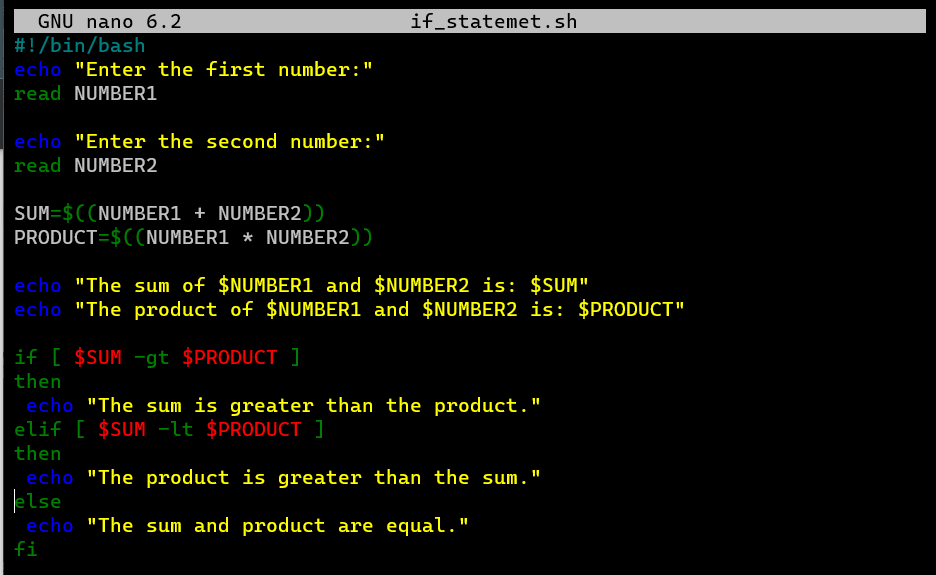 GNU nano 6.2 if_statemet.sh
#!/bin/bash
echo "Enter the first number:"
read NUMBER1
echo "Enter the second number:"
read NUMBER2
SUM=$((NUMBER1 + NUMBER2))
PRODUCT=$((NUMBER1 * NUMBER2))
echo "The sum of $NUMBER1 and $NUMBER2 is: $SUM"
echo "The product of $NUMBER1 and $NUMBER2 is: $PRODUCT"
if [ $SUM -gt $PRODUCT ]
then
 echo "The sum is greater than the product."
elif [ $SUM -lt $PRODUCT ]
then
 echo "The product is greater than the sum."
else
 echo "The sum and product are equal."
fi